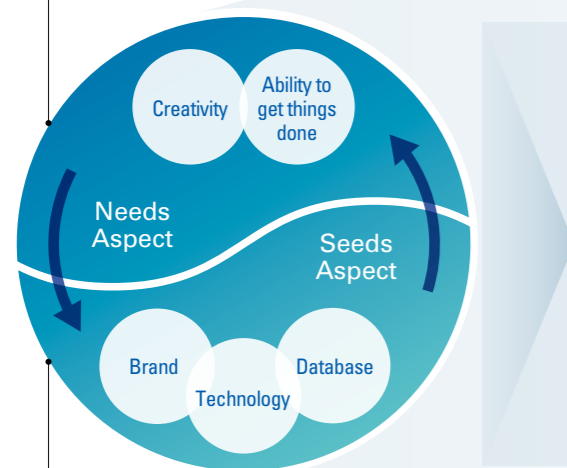 Creativity
Ability to
get things
done
Needs
Aspect
Seeds
Aspect
Brand
Technology
Database